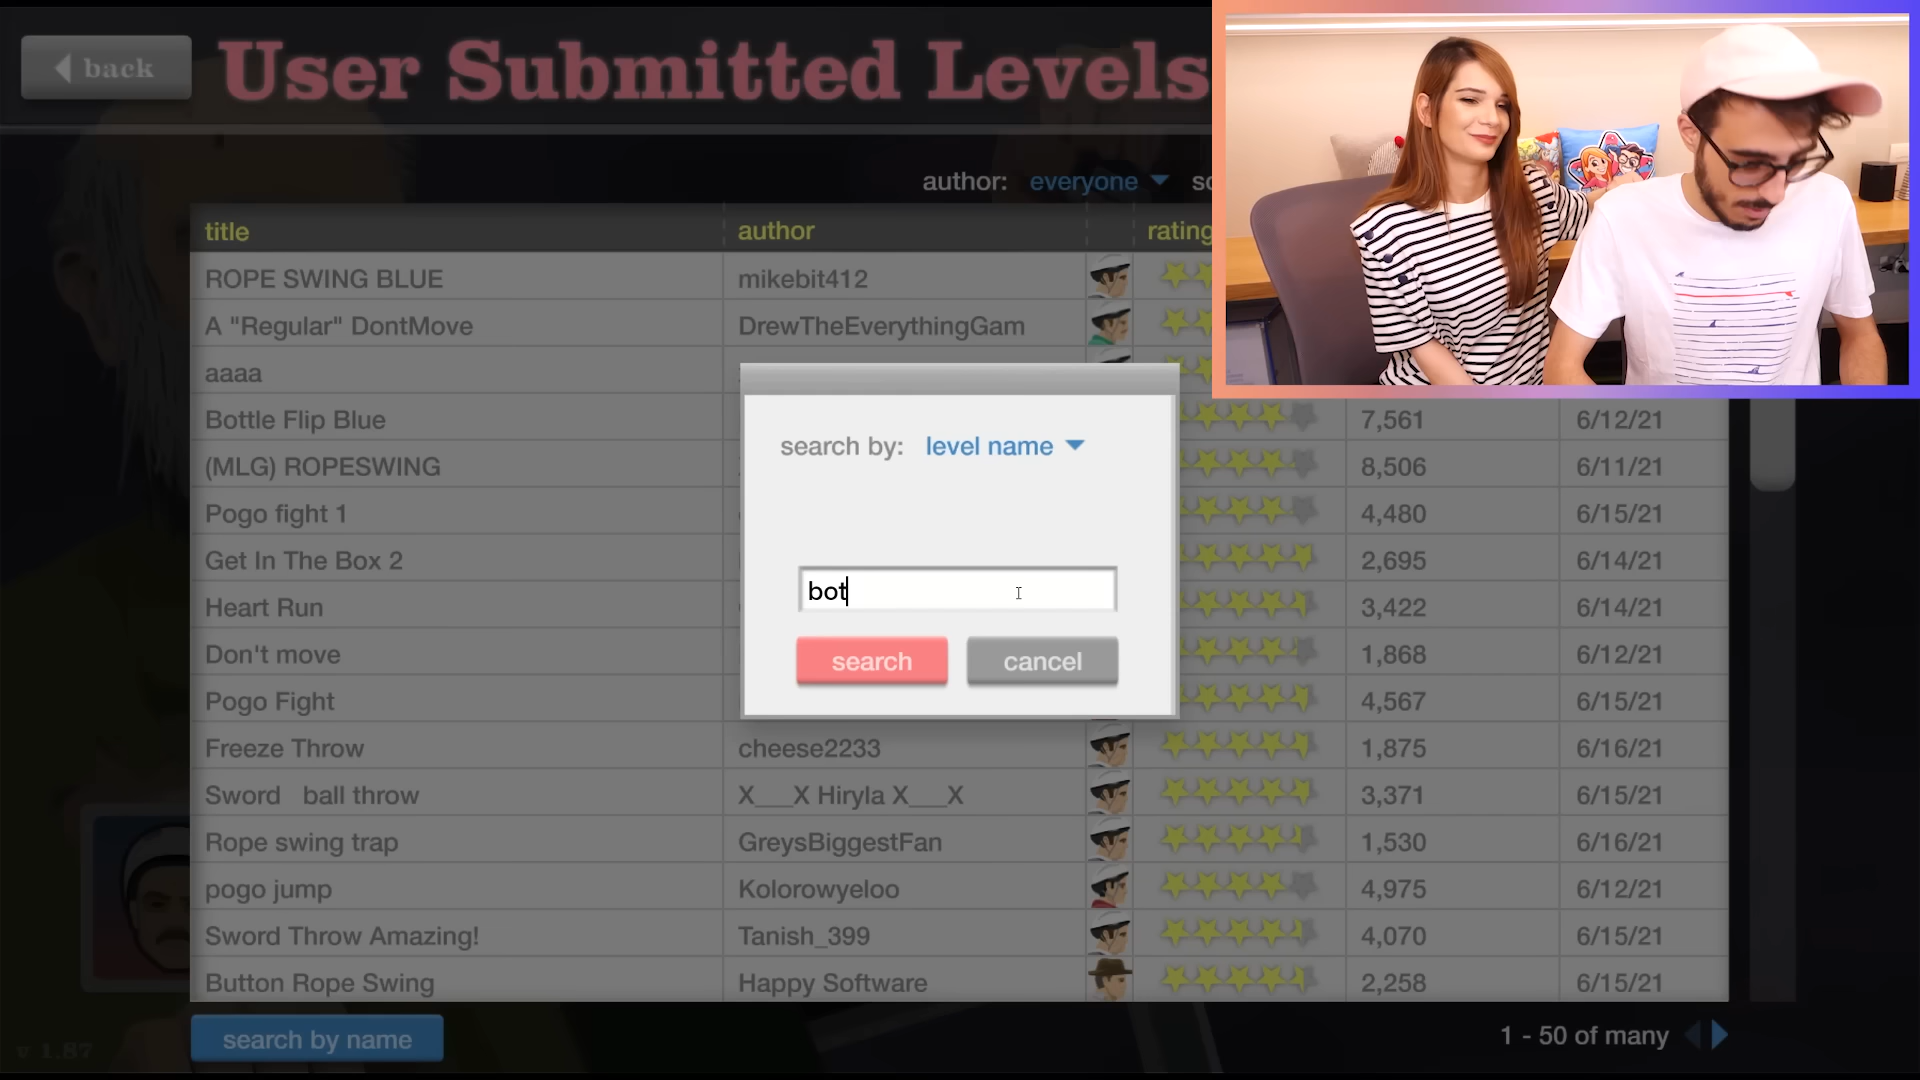 back
User Submitted Levels
author: everyone
title author rating
ROPE SWING BLUE mikebit412
A "Regular" DontMove DrewTheEverythingGam
aaaa
Bottle Flip Blue 7,561 6/12/21
(MLG) ROPESWING 8,506 6/11/21
Pogo fight 1 4,480 6/15/21
Get In The Box 2 2,695 6/14/21
Heart Run 3,422 6/14/21
Don't move 1,868 6/12/21
Pogo Fight 4,567 6/15/21
Freeze Throw cheese2233 1,875 6/16/21
Sword ball throw X___X Hiryla X___X 3,371 6/15/21
Rope swing trap GreysBiggestFan 1,530 6/16/21
pogo jump Kolorowyeloo 4,975 6/12/21
Sword Throw Amazing! Tanish_399 4,070 6/15/21
Button Rope Swing Happy Software 2,258 6/15/21
search by: level name
bot
search cancel
search by name
1 - 50 of many
v 1.87